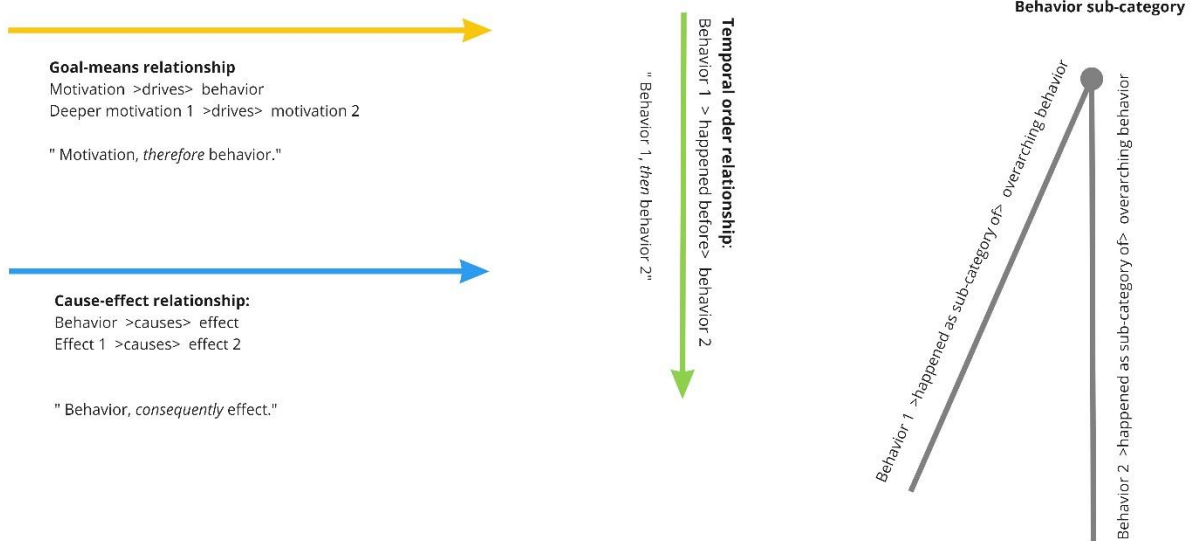 Goal-means relationship
Motivation >drives> behavior
Deeper motivation 1 >drives> motivation 2
" Motivation, therefore behavior."
Cause-effect relationship:
Behavior >causes> effect
Effect 1 >causes> effect 2
" Behavior, consequently effect."
Temporal order relationship:
Behavior 1 > happened before> behavior 2
" Behavior 1, then behavior 2"
Behavior sub-category
Behavior 1 >happened as sub-category of> overarching behavior
Behavior 2 >happened as sub-category of> overarching behavior